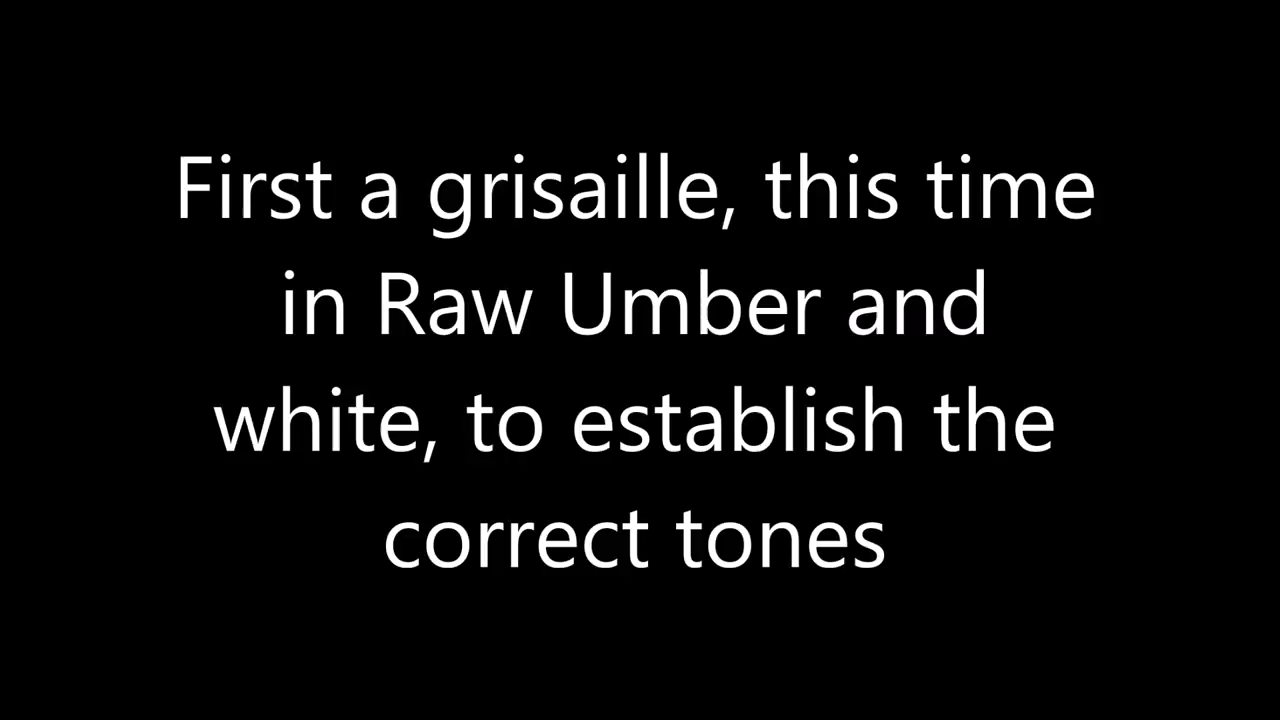 First a grisaille, this time
in Raw Umber and
white, to establish the
correct tones